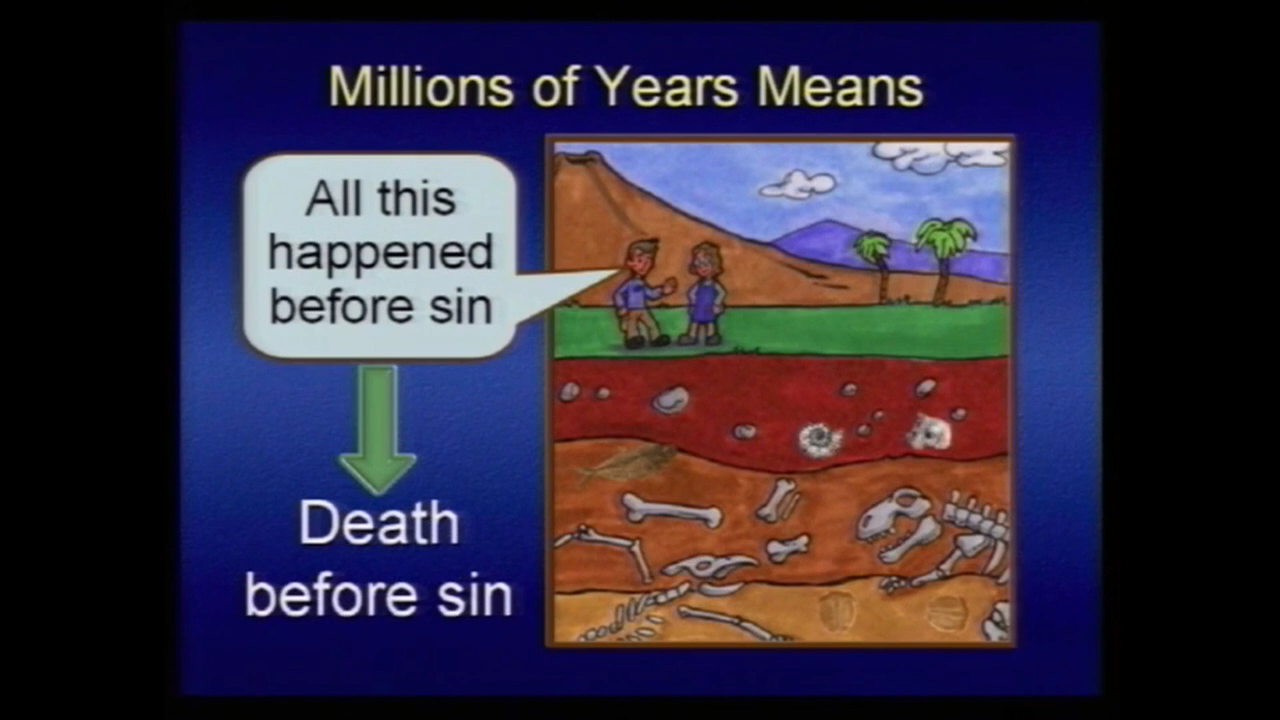 Millions of Years Means
All this
happened
before sin
Death
before sin